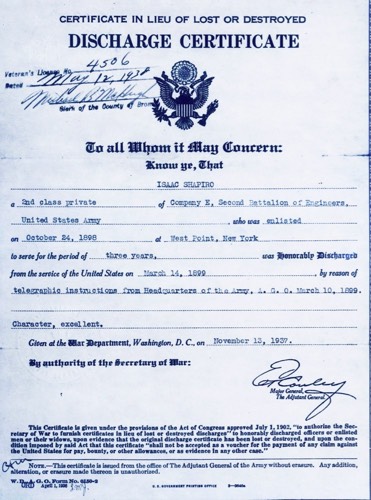 CERTIFICATE IN LIEU OF LOST OR DESTROYED
DISCHARGE CERTIFICATE
Veteran's License No. 4506
Dated May 12, 1938
Clerk of the County of Bronx
To all Whom it May Concern:
Know ye, That
ISAAC SHAPIRO
a 2nd class private of Company E, Second Battalion of Engineers,
United States Army , who was enlisted
on October 24, 1898 at West Point, New York
to serve for the period of three years, was Honorably Discharged
from the service of the United States on March 14, 1899 by reason of
telegraphic instructions from Headquarters of the Army, A. G. O. March 10, 1899.
Character, excellent.
Given at the War Department, Washington, D. C., on November 13, 1937.
By authority of the Secretary of War:
Major General,
The Adjutant General.
This Certificate is given under the provisions of the Act of Congress approved July 1, 1902, "to authorize the Sec-
retary of War to furnish certificates in lieu of lost or destroyed discharges" to honorably discharged officers or enlisted
men or their widows, upon evidence that the original discharge certificate has been lost or destroyed, and upon the con-
dition imposed by said Act that this certificate "shall not be accepted as a voucher for the payment of any claim against
the United States for pay, bounty, or other allowances, or as evidence in any other case."
NOTE.—This certificate is issued from the office of The Adjutant General of the Army without erasure. Any addition,
alteration, or erasure made thereon is unauthorized.
W. D., A. G. O. Form No. 0150-2
April 1, 1936
U. S. GOVERNMENT PRINTING OFFICE